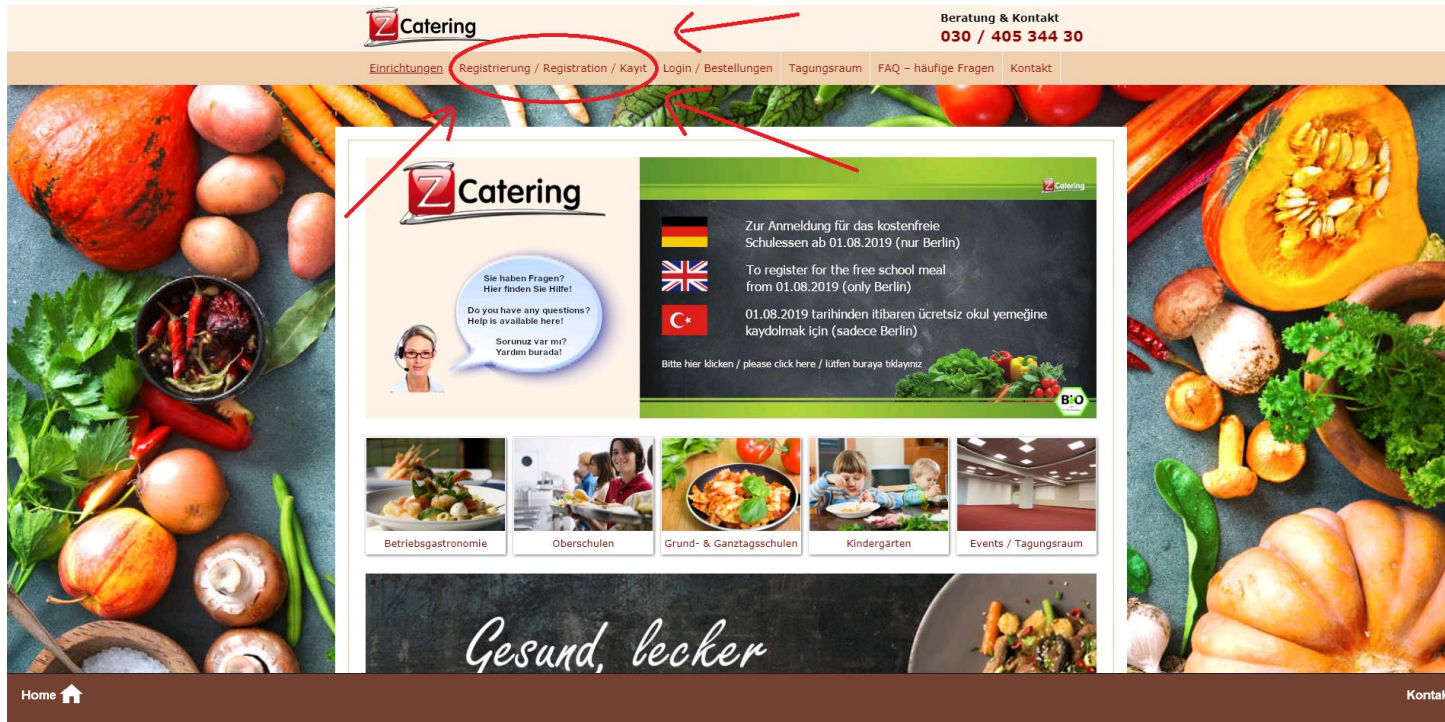 Z Catering
Beratung & Kontakt
030 / 405 344 30
Einrichtungen
Registrierung / Registration / Kayıt
Login / Bestellungen
Tagungsraum
FAQ – häufige Fragen
Kontakt
Z Catering
Sie haben Fragen?
Hier finden Sie Hilfe!
Do you have any questions?
Help is available here!
Sorunuz var mı?
Yardım burada!
Z Catering
Zur Anmeldung für das kostenfreie
Schulessen ab 01.08.2019 (nur Berlin)
To register for the free school meal
from 01.08.2019 (only Berlin)
01.08.2019 tarihinden itibaren ücretsiz okul yemeğine
kaydolmak için (sadece Berlin)
Bitte hier klicken / please click here / lütfen buraya tıklayınız
BIO
Betriebsgastronomie
Oberschulen
Grund- & Ganztagsschulen
Kindergärten
Events / Tagungsraum
Gesund, lecker
Home
Kontak